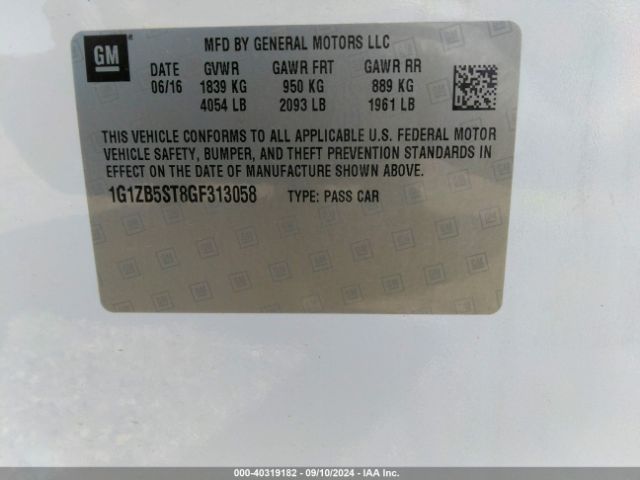 GM
MFD BY GENERAL MOTORS LLC
DATE GVWR GAWR FRT GAWR RR
06/16 1839 KG 950 KG 889 KG
4054 LB 2093 LB 1961 LB
THIS VEHICLE CONFORMS TO ALL APPLICABLE U.S. FEDERAL MOTOR
VEHICLE SAFETY, BUMPER, AND THEFT PREVENTION STANDARDS IN
EFFECT ON THE DATE OF MANUFACTURE SHOWN ABOVE.
1G1ZB5ST8GF313058 TYPE: PASS CAR
000-40319182 - 09/10/2024 - IAA Inc.